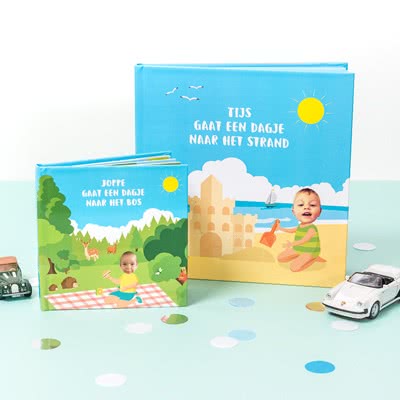 TIJS
GAAT EEN DAGJE
NAAR HET STRAND
JOPPE
GAAT EEN DAGJE
NAAR HET BOS